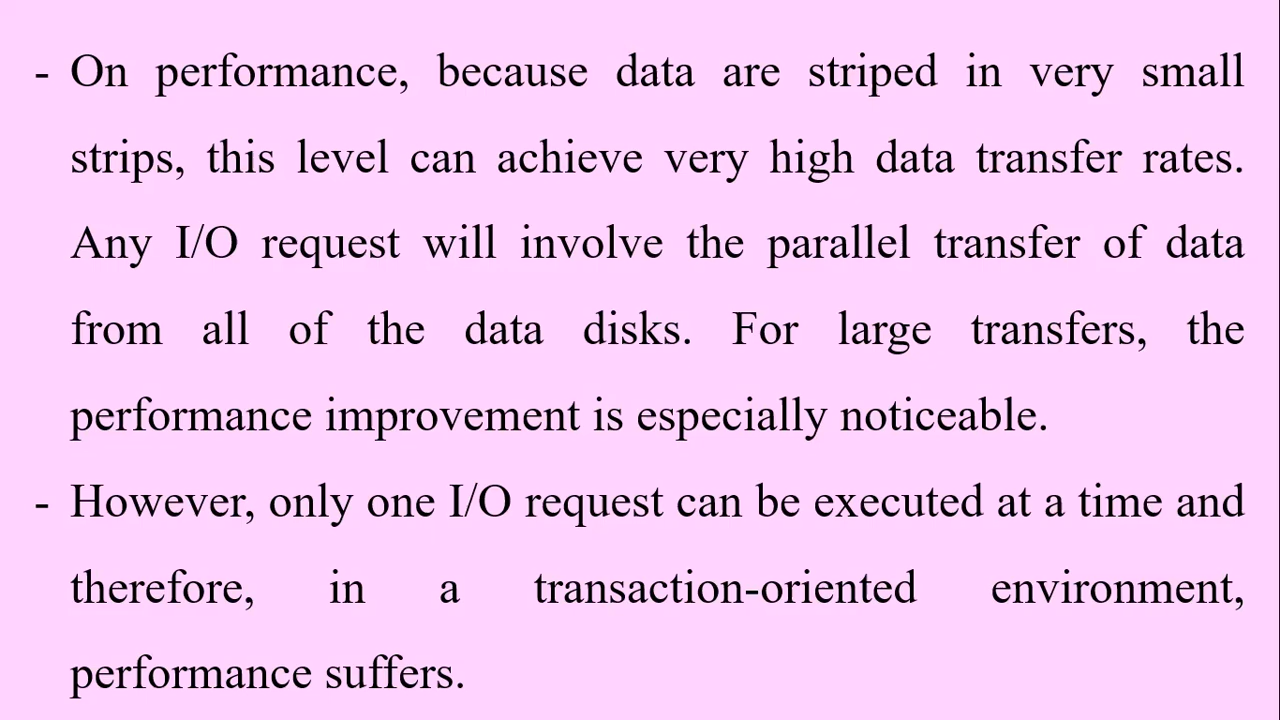 - On performance, because data are striped in very small
strips, this level can achieve very high data transfer rates.
Any I/O request will involve the parallel transfer of data
from all of the data disks. For large transfers, the
performance improvement is especially noticeable.
- However, only one I/O request can be executed at a time and
therefore, in a transaction-oriented environment,
performance suffers.